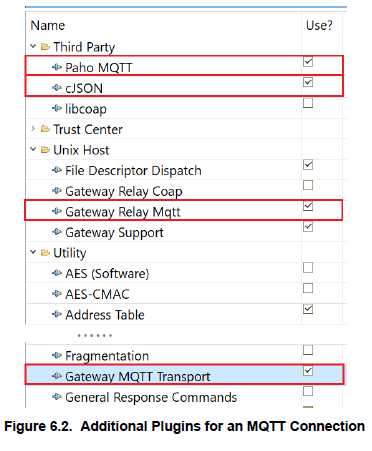 Name Use?
Third Party
Paho MQTT
cJSON
libcoap
Trust Center
Unix Host
File Descriptor Dispatch
Gateway Relay Coap
Gateway Relay Mqtt
Gateway Support
Utility
AES (Software)
AES-CMAC
Address Table
......
Fragmentation
Gateway MQTT Transport
General Response Commands
Figure 6.2. Additional Plugins for an MQTT Connection